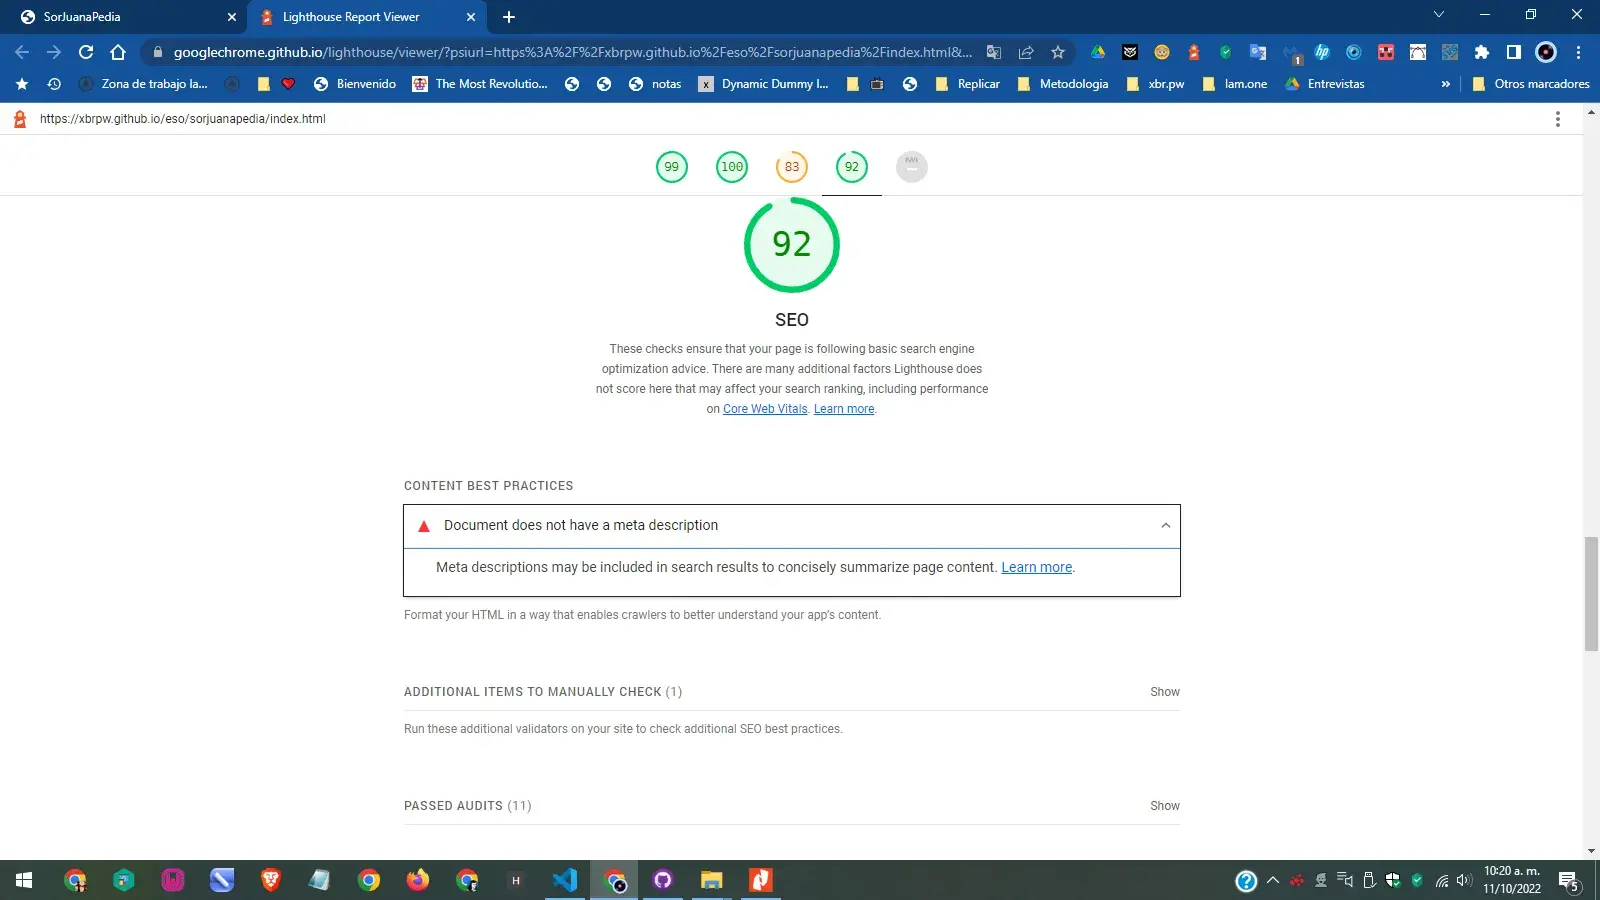 SorJuanaPedia
Lighthouse Report Viewer
googlechrome.github.io/lighthouse/viewer/?psiurl=https%3A%2F%2Fxbrpw.github.io%2Feso%2Fsorjuanapedia%2Findex.html&...
Zona de trabajo la...
Bienvenido
The Most Revolutio...
notas
Dynamic Dummy I...
Replicar
Metodologia
xbr.pw
Entrevistas
»
Otros marcadores
https://xbrpw.github.io/eso/sorjuanapedia/index.html
99
100
83
92
92
SEO
These checks ensure that your page is following basic search engine
optimization advice. There are many additional factors Lighthouse does
not score here that may affect your search ranking, including performance
on Core Web Vitals. Learn more.
CONTENT BEST PRACTICES
Document does not have a meta description
Meta descriptions may be included in search results to concisely summarize page content. Learn more.
Format your HTML in a way that enables crawlers to better understand your app's content.
ADDITIONAL ITEMS TO MANUALLY CHECK (1)
Show
Run these additional validators on your site to check additional SEO best practices.
PASSED AUDITS (11)
Show
H
10:20 a. m.
11/10/2022
5